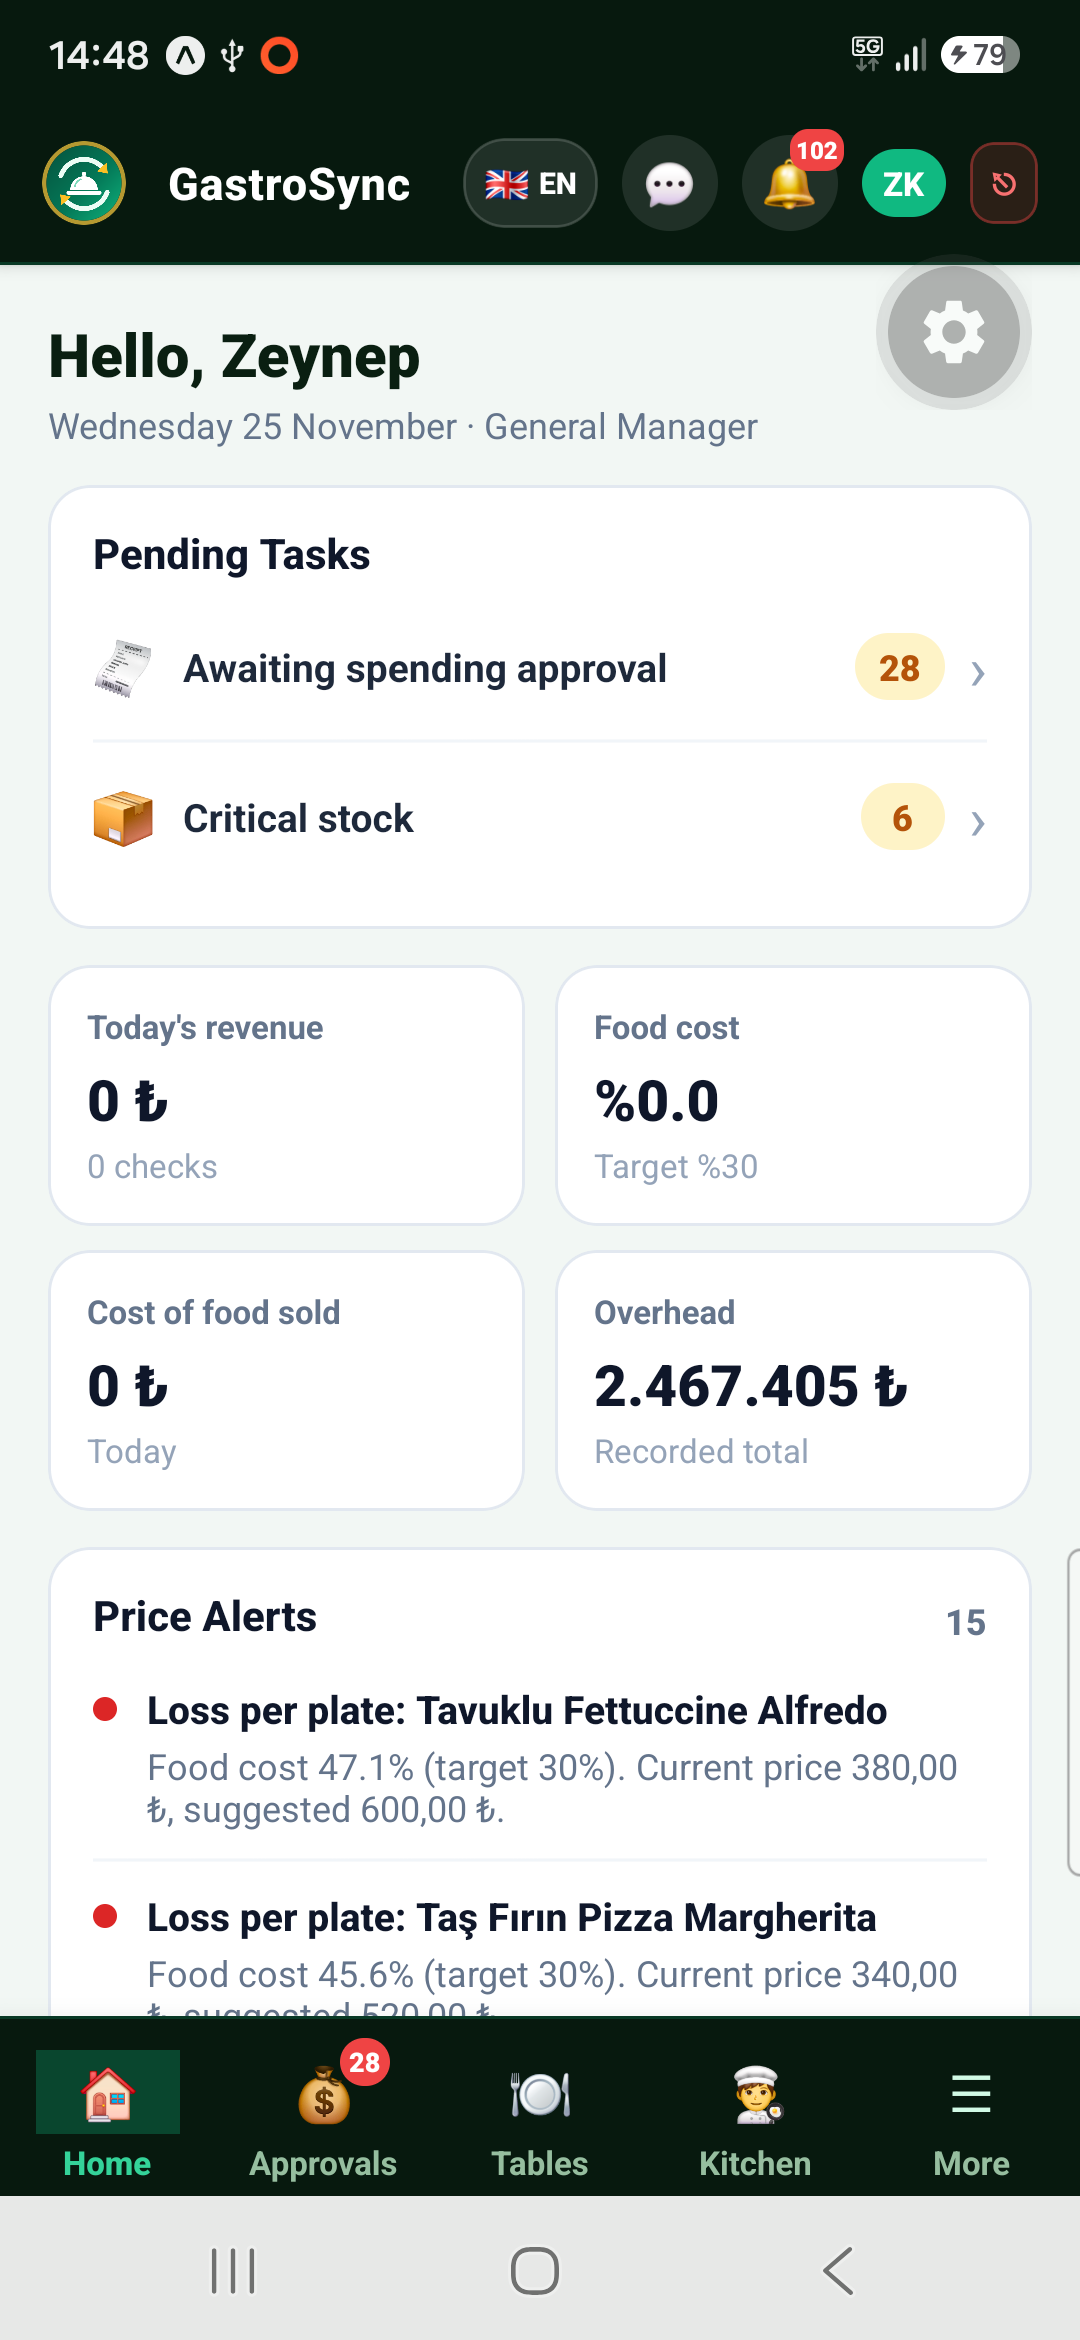 14:48
5G
79
GastroSync
EN
102
ZK
Hello, Zeynep
Wednesday 25 November · General Manager
Pending Tasks
Awaiting spending approval
28
Critical stock
6
Today's revenue
0 ₺
0 checks
Food cost
%0.0
Target %30
Cost of food sold
0 ₺
Today
Overhead
2.467.405 ₺
Recorded total
Price Alerts
15
Loss per plate: Tavuklu Fettuccine Alfredo
Food cost 47.1% (target 30%). Current price 380,00
₺, suggested 600,00 ₺.
Loss per plate: Taş Fırın Pizza Margherita
Food cost 45.6% (target 30%). Current price 340,00
₺, suggested 520,00 ₺.
28
Home
Approvals
Tables
Kitchen
More